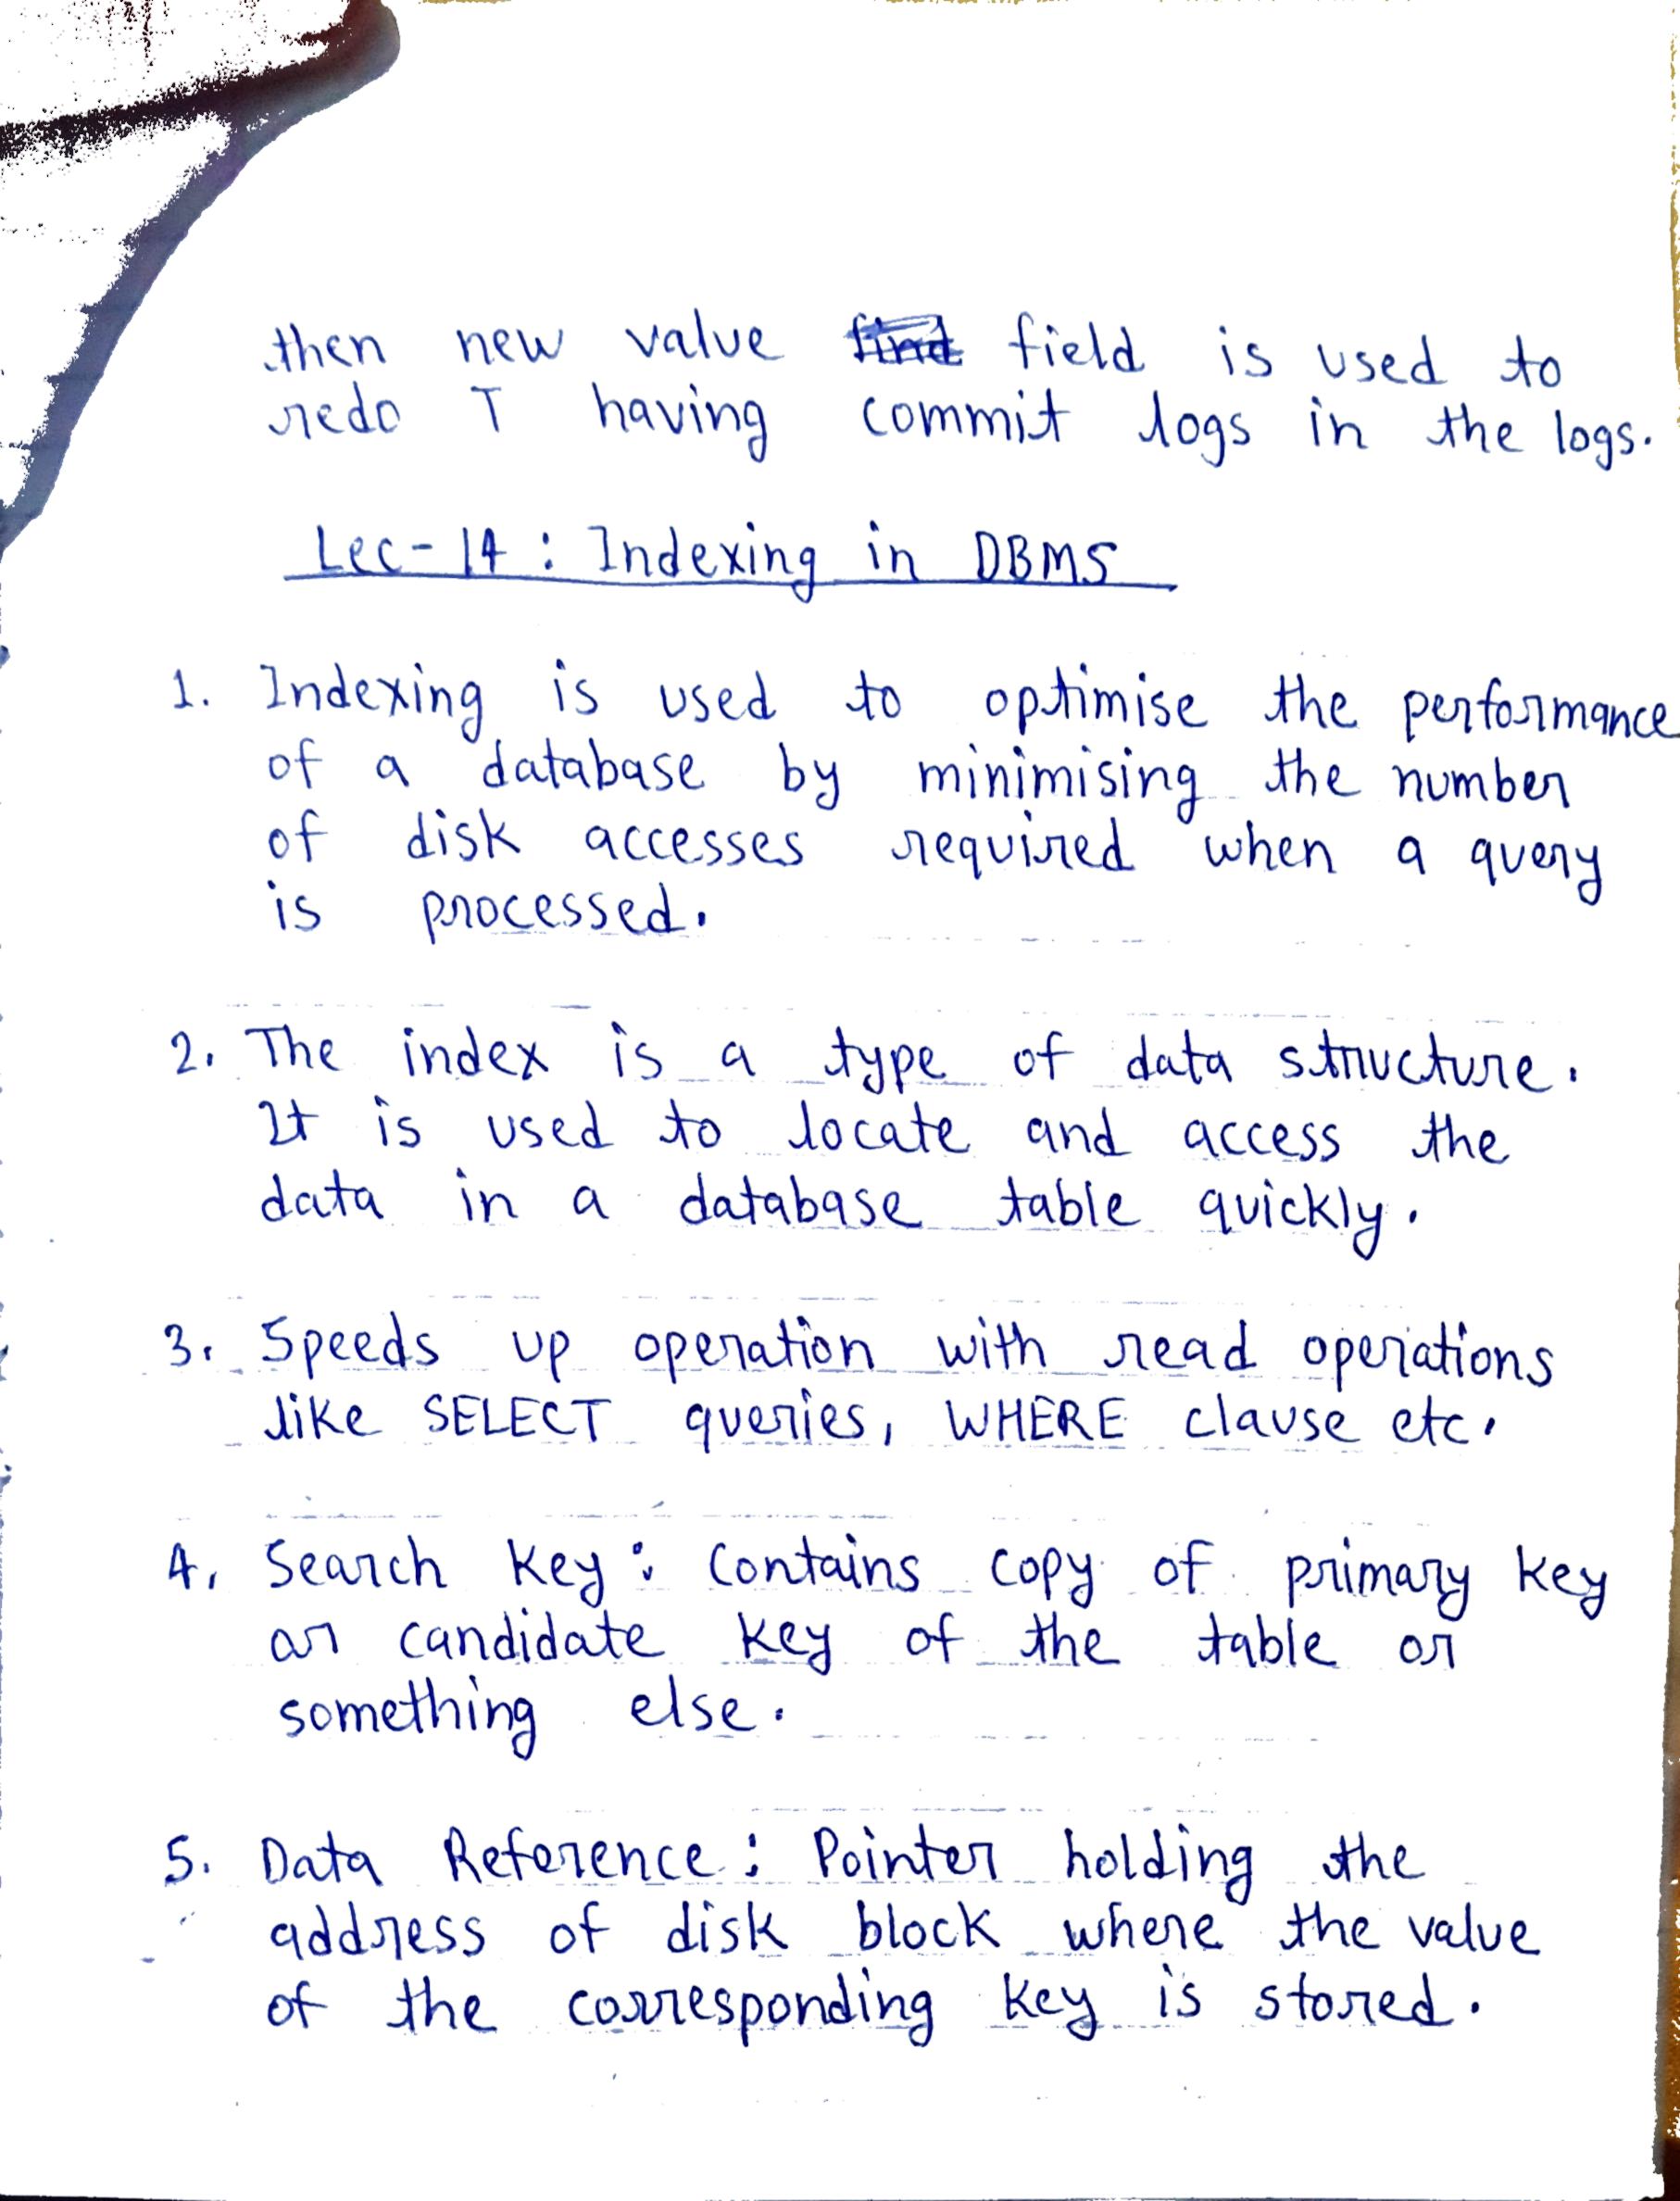 then new value find field is used to
redo T having commit logs in the logs.
Lec-14 : Indexing in DBMS
1. Indexing is used to optimise the performance
of a database by minimising the number
of disk accesses required when a query
is processed.
2. The index is a type of data structure.
It is used to locate and access the
data in a database table quickly.
3. Speeds up operation with read operations
like SELECT queries, WHERE clause etc.
4. Search Key : Contains copy of primary key
or candidate key of the table or
something else.
5. Data Reference : Pointer holding the
address of disk block where the value
of the corresponding key is stored.